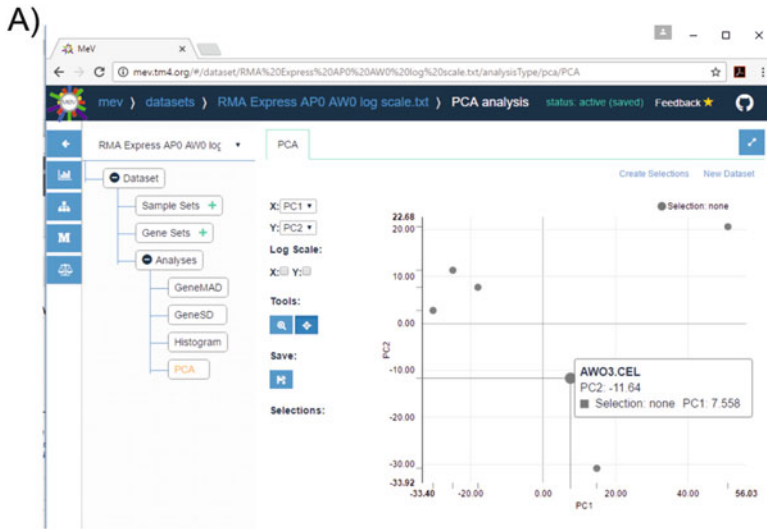 A)
MeV
mev.tm4.org/#/dataset/RMA%20Express%20AP0%20AW0%20log%20scale.txt/analysisType/pca/PCA
mev ⟩ datasets ⟩ RMA Express AP0 AW0 log scale.txt ⟩ PCA analysis status: active (saved) Feedback
RMA Express AP0 AW0 log
PCA
Create Selections New Dataset
Dataset
Sample Sets +
Gene Sets +
Analyses
GeneMAD
GeneSD
Histogram
PCA
M
X: PC1
Y: PC2
Log Scale:
X: Y:
Tools:
Save:
Selections:
Selection: none
22.68
20.00
10.00
0.00
-10.00
-20.00
-30.00
-33.92
PC2
AWO3.CEL
PC2: -11.64
Selection: none PC1: 7.558
-33.40 -20.00 0.00 20.00 40.00 56.03
PC1